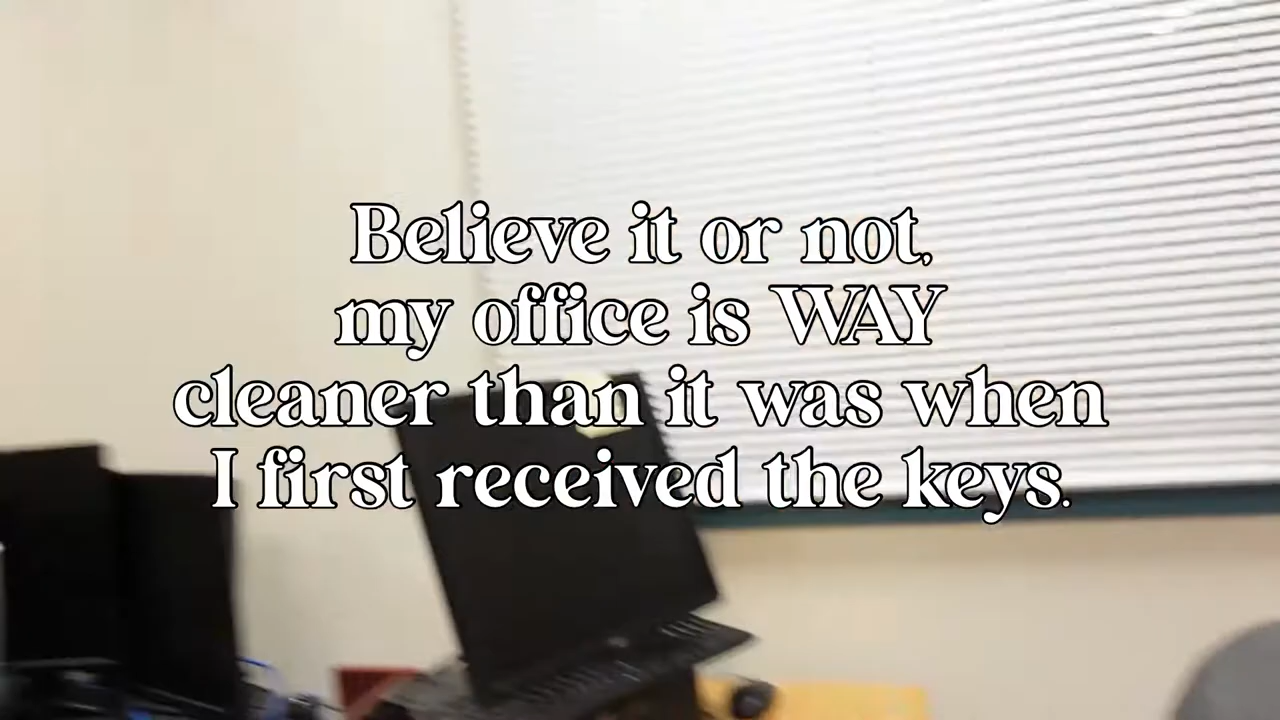 Believe it or not,
my office is WAY
cleaner than it was when
I first received the keys.